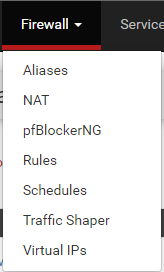 Firewall Service
Aliases
NAT
pfBlockerNG
Rules
Schedules
Traffic Shaper
Virtual IPs